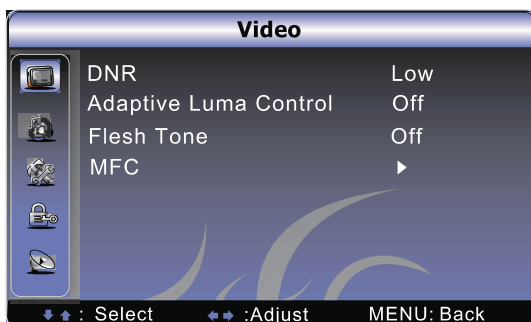 Video
DNR Low
Adaptive Luma Control Off
Flesh Tone Off
MFC
: Select :Adjust MENU: Back